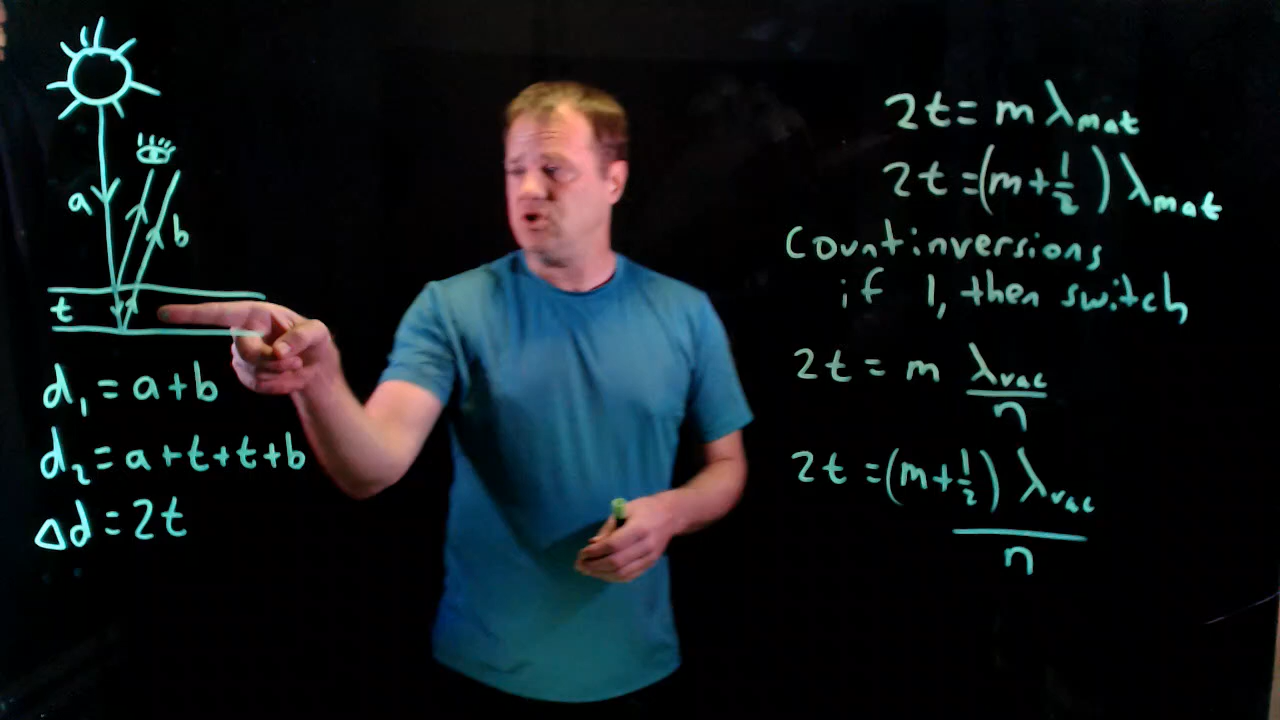 a
b
t
d₁ = a + b
d₂ = a + t + t + b
Δd = 2t
2t = m λmat
2t = (m + 1/2) λmat
Count inversions
if 1, then switch
2t = m λvac/n
2t = (m + 1/2) λvac/n